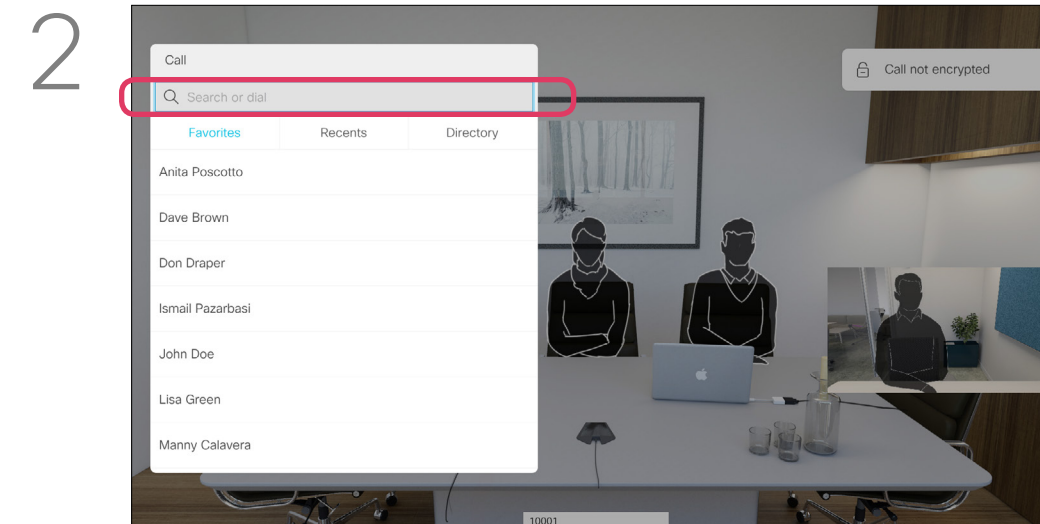 2
Call
Call not encrypted
Search or dial
Favorites Recents Directory
Anita Poscotto
Dave Brown
Don Draper
Ismail Pazarbasi
John Doe
Lisa Green
Manny Calavera
10001